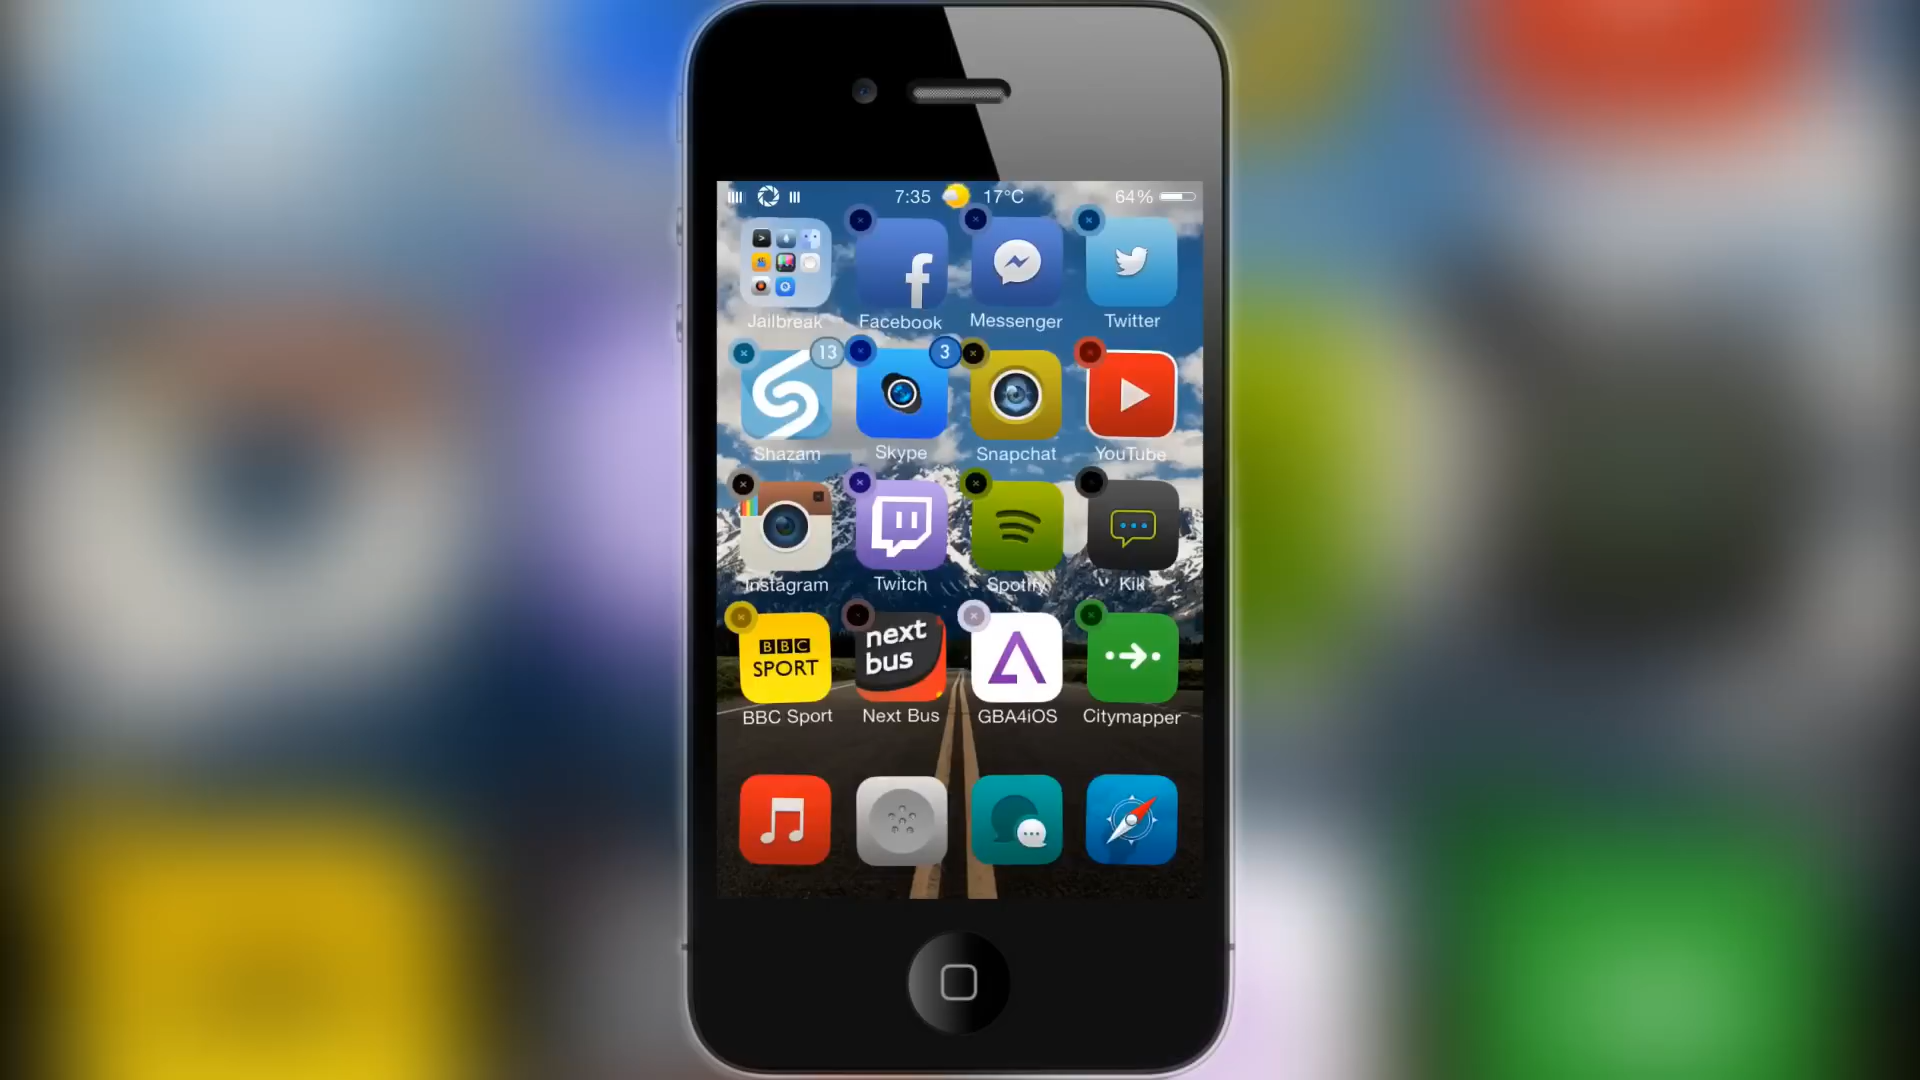 7:35 17°C 64%
Jailbreak Facebook Messenger Twitter
13 3
Shazam Skype Snapchat YouTube
Instagram Twitch Spotify Kik
BBC
SPORT
next
bus
BBC Sport Next Bus GBA4iOS Citymapper